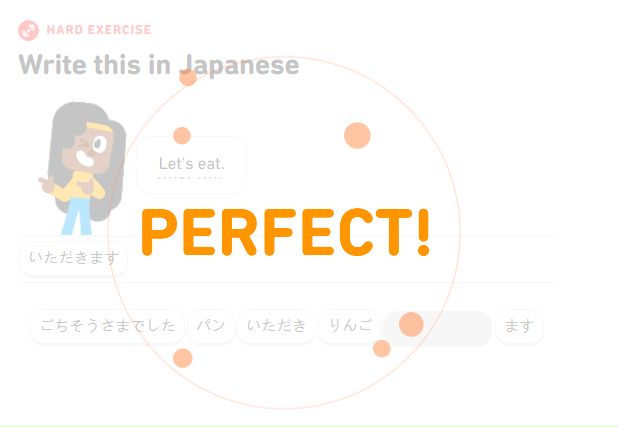 HARD EXERCISE
Write this in Japanese
Let's eat.
PERFECT!
いただきます
ごちそうさまでした パン いただき りんご ます